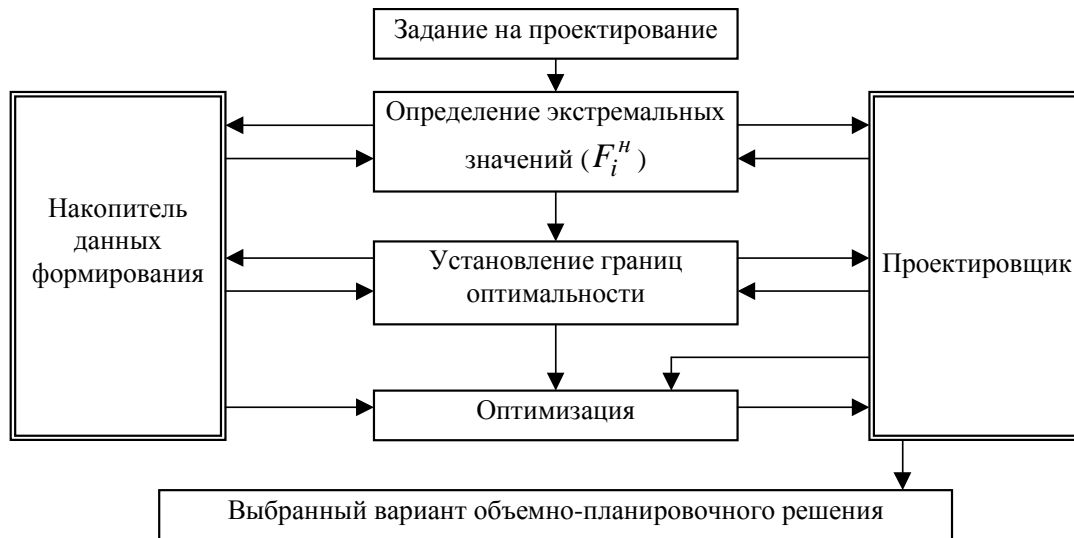 Задание на проектирование
Определение экстремальных
значений (F_i^н)
Накопитель
данных
формирования
Установление границ
оптимальности
Проектировщик
Оптимизация
Выбранный вариант объемно-планировочного решения